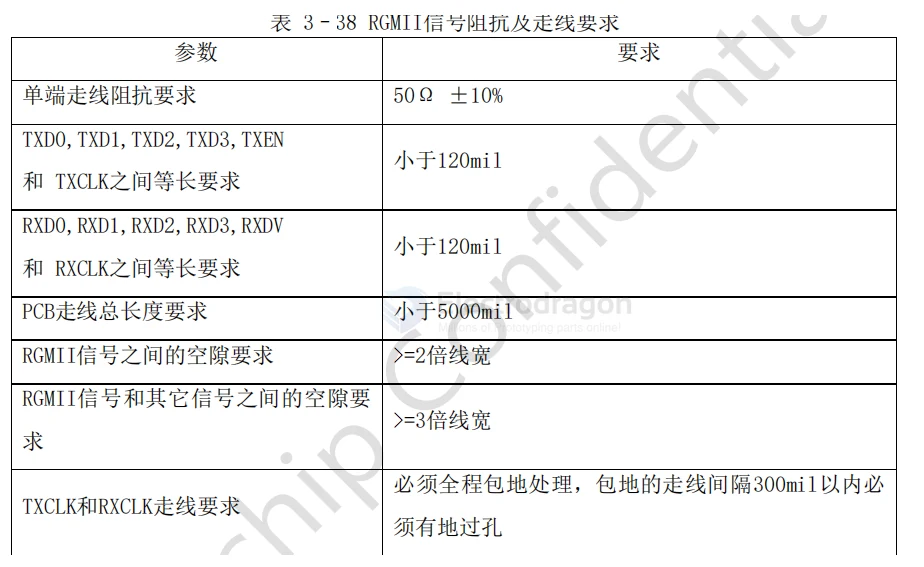 表 3-38 RGMII信号阻抗及走线要求
参数 要求
单端走线阻抗要求 50Ω ±10%
TXD0,TXD1,TXD2,TXD3,TXEN
和 TXCLK之间等长要求 小于120mil
RXD0,RXD1,RXD2,RXD3,RXDV
和 RXCLK之间等长要求 小于120mil
PCB走线总长度要求 小于5000mil
RGMII信号之间的空隙要求 >=2倍线宽
RGMII信号和其它信号之间的空隙要
求 >=3倍线宽
TXCLK和RXCLK走线要求 必须全程包地处理，包地的走线间隔300mil以内必
须有地过孔
Electrodragon
Millions of prototyping parts online!
chip Confidenti